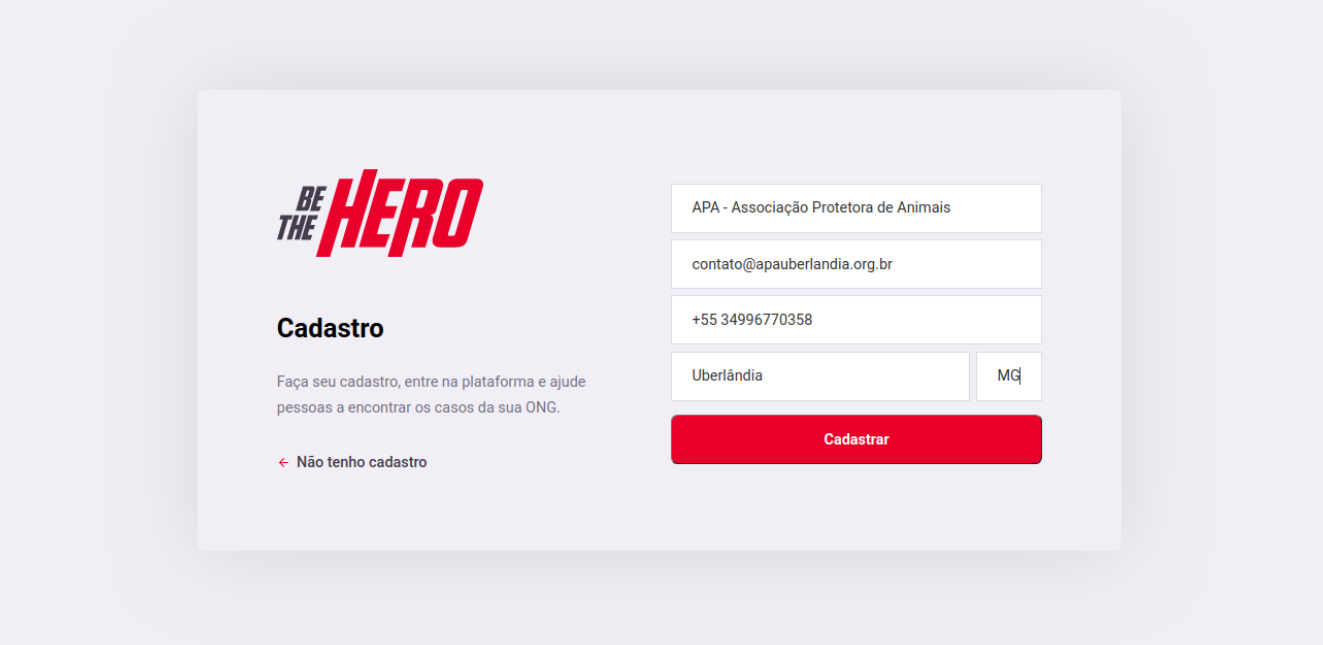 BE
THE HERO
Cadastro
Faça seu cadastro, entre na plataforma e ajude
pessoas a encontrar os casos da sua ONG.
← Não tenho cadastro
APA - Associação Protetora de Animais
contato@apauberlandia.org.br
+55 34996770358
Uberlândia MG
Cadastrar